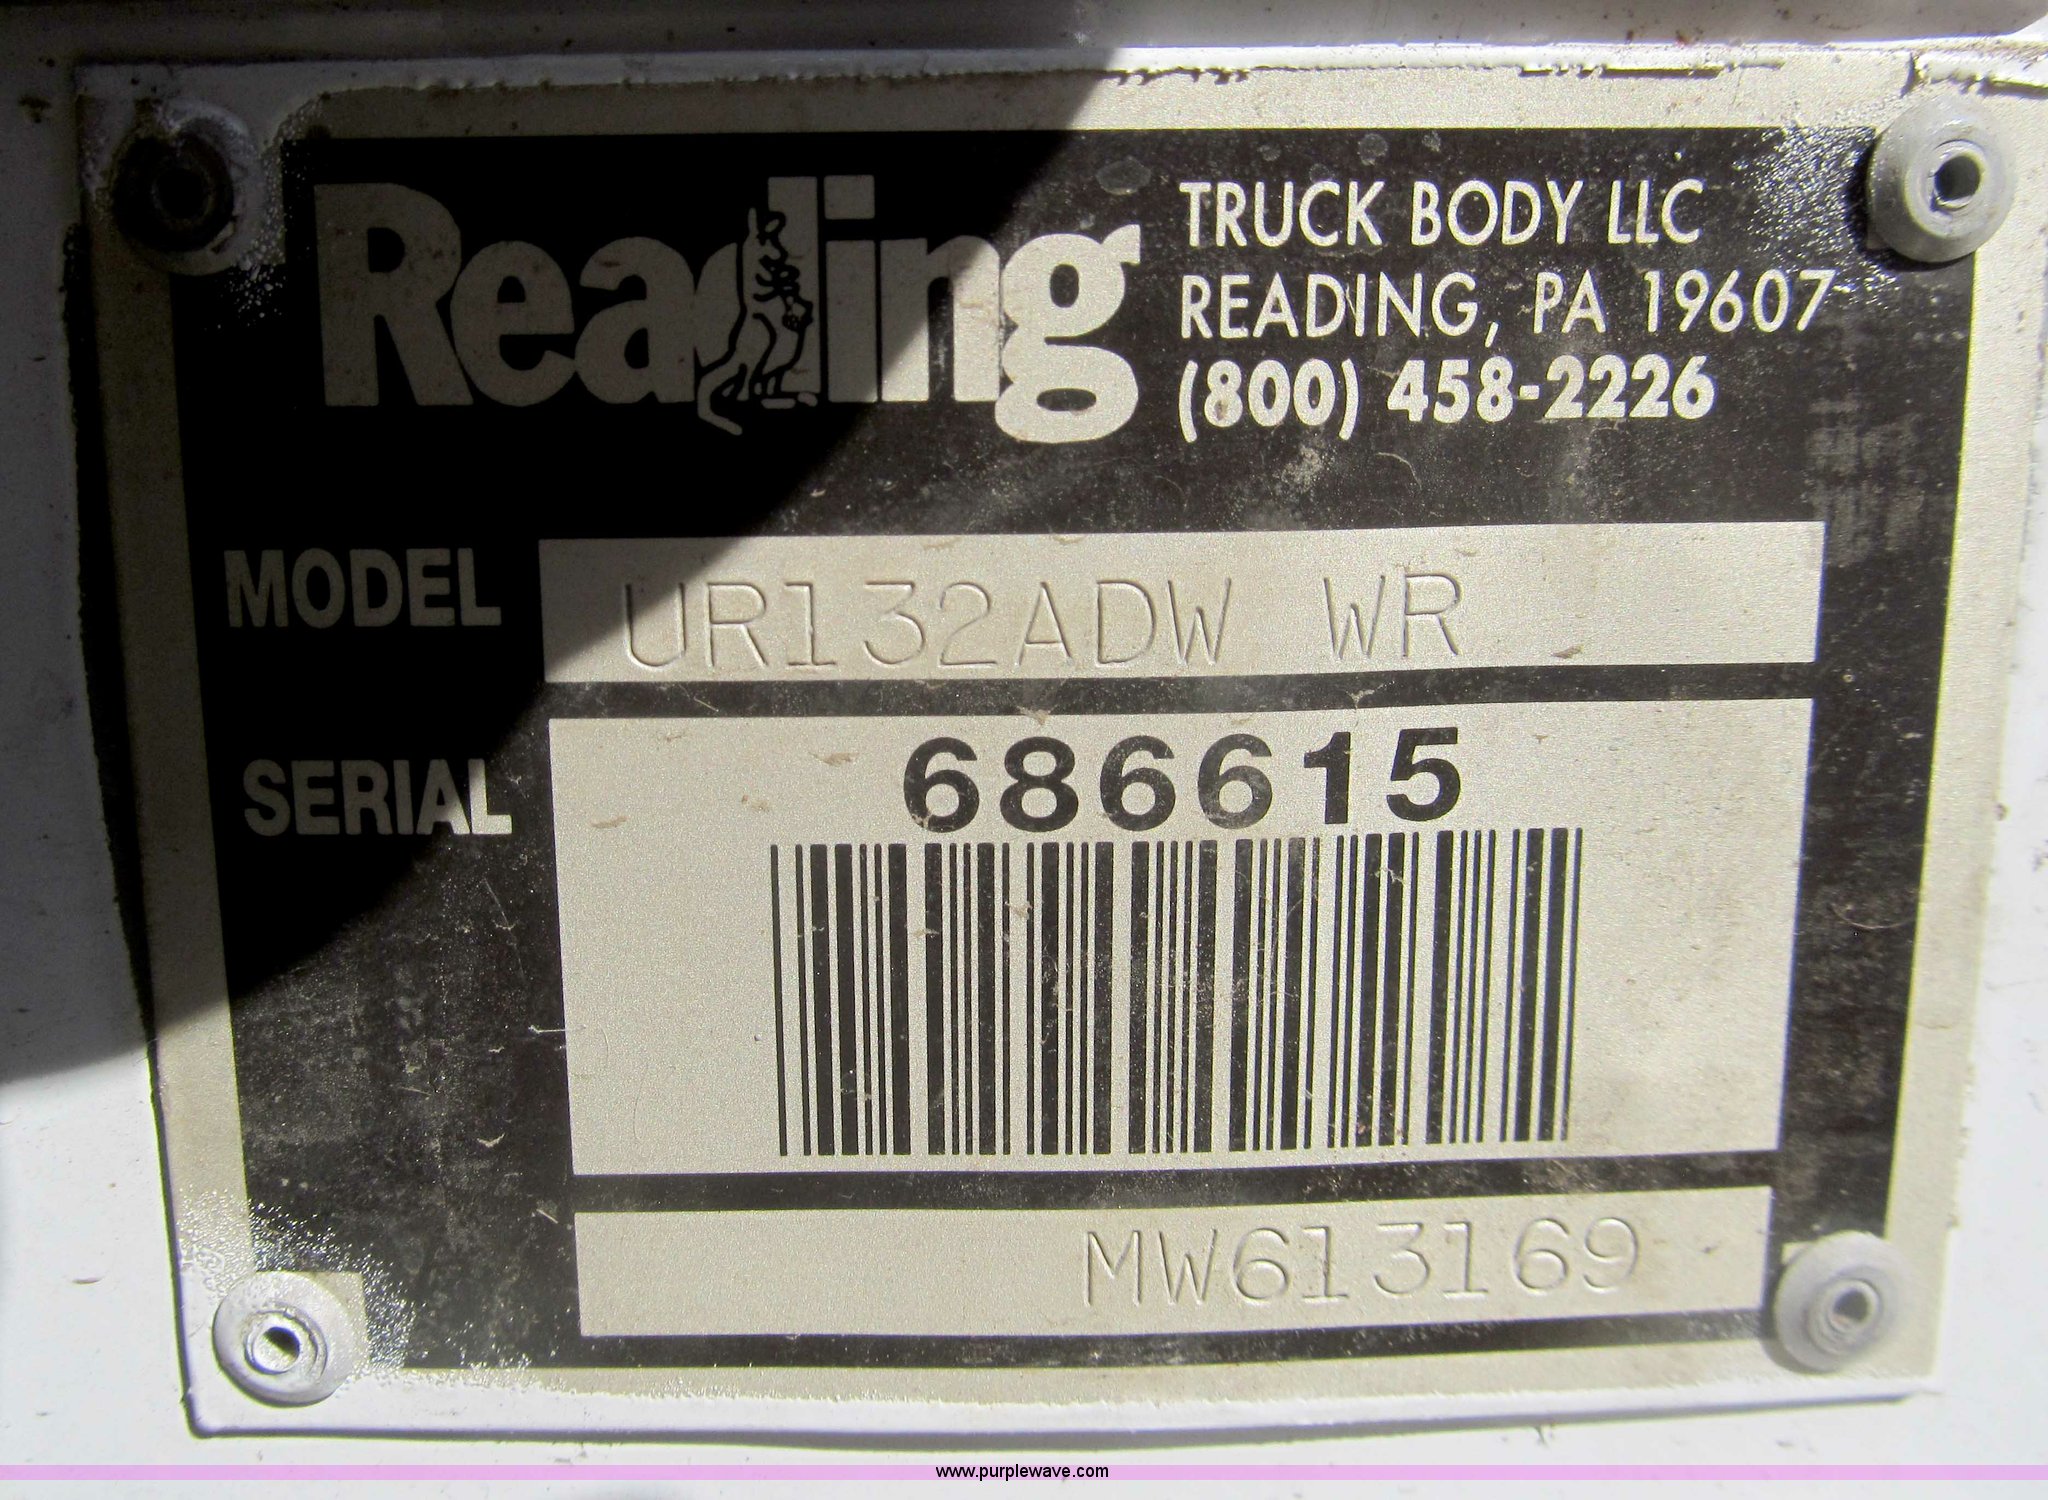 Reading
TRUCK BODY LLC
READING, PA 19607
(800) 458-2226
MODEL UR132ADW WR
SERIAL 686615
MW613169
www.purplewave.com